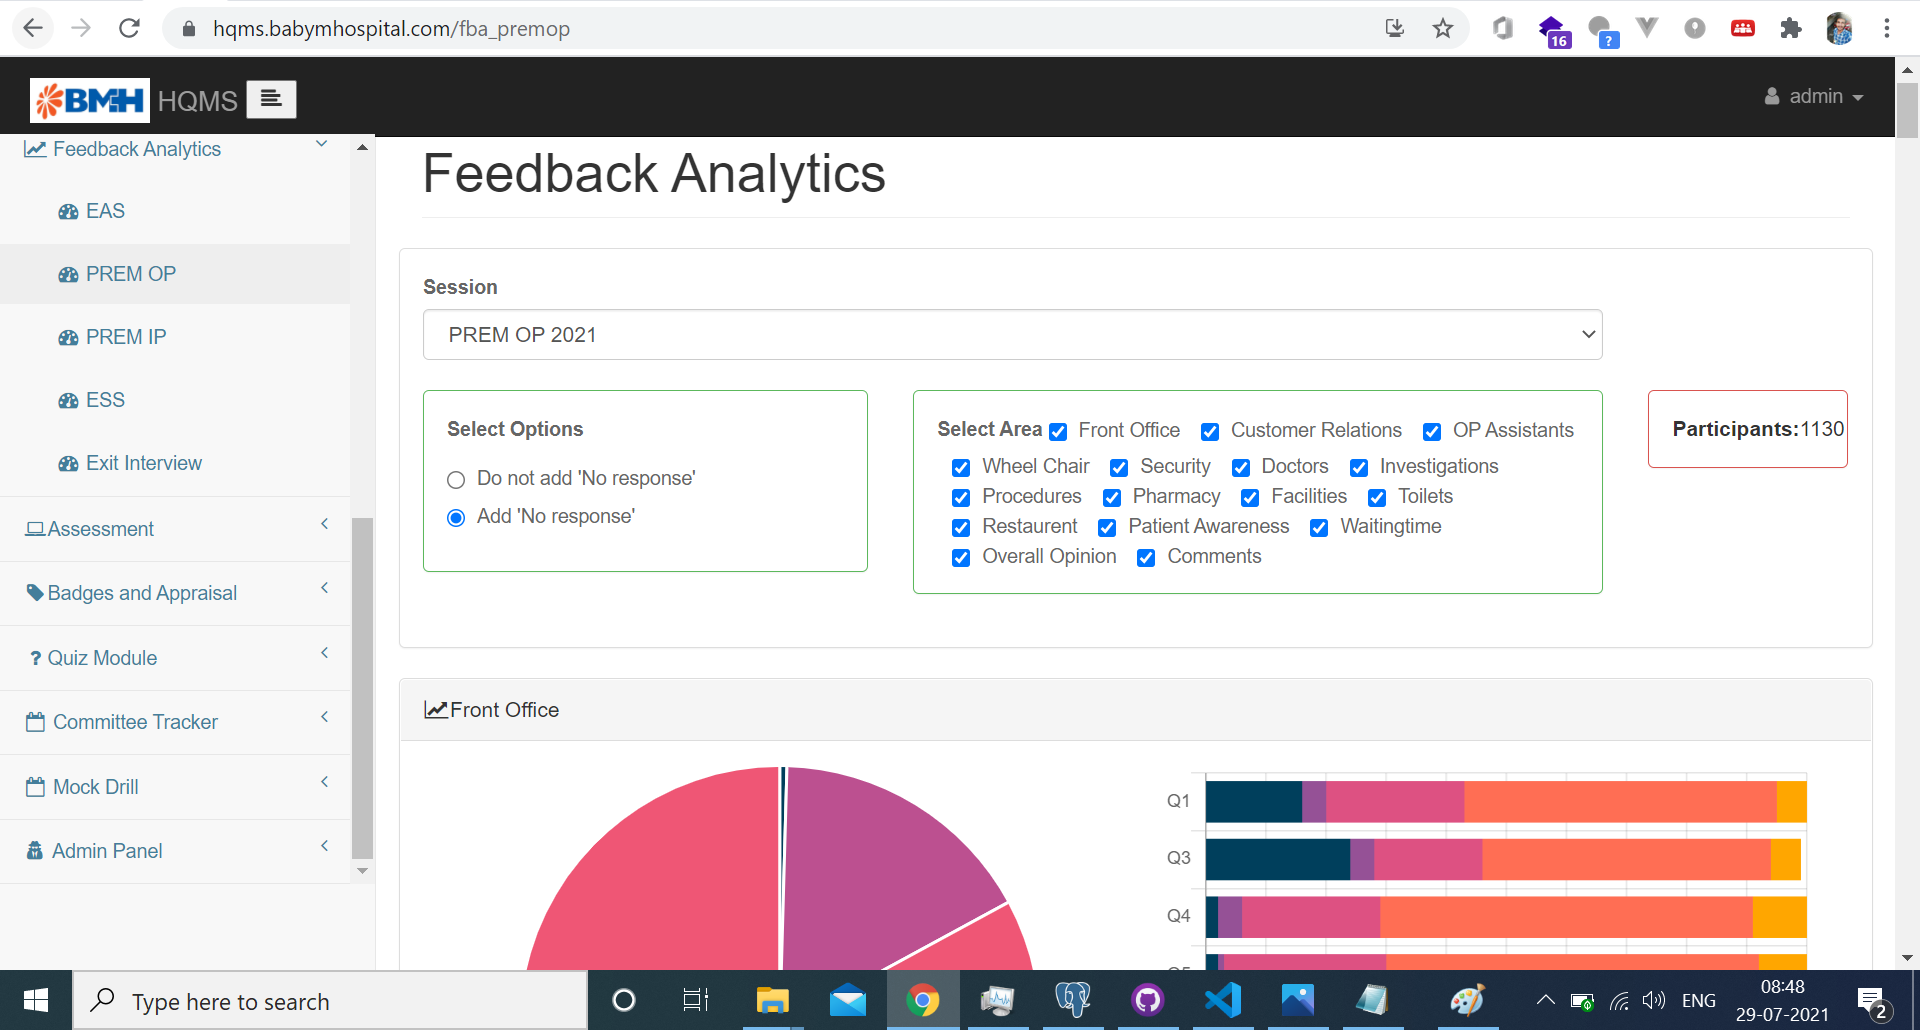 hqms.babymhospital.com/fba_premop
16
?
BMH HQMS
admin
Feedback Analytics
EAS
PREM OP
PREM IP
ESS
Exit Interview
Assessment
Badges and Appraisal
? Quiz Module
Committee Tracker
Mock Drill
Admin Panel
Feedback Analytics
Session
PREM OP 2021
Select Options
Do not add 'No response'
Add 'No response'
Select Area Front Office Customer Relations OP Assistants
Wheel Chair Security Doctors Investigations
Procedures Pharmacy Facilities Toilets
Restaurent Patient Awareness Waitingtime
Overall Opinion Comments
Participants:1130
Front Office
Q1
Q3
Q4
Type here to search
ENG
08:48
29-07-2021
2